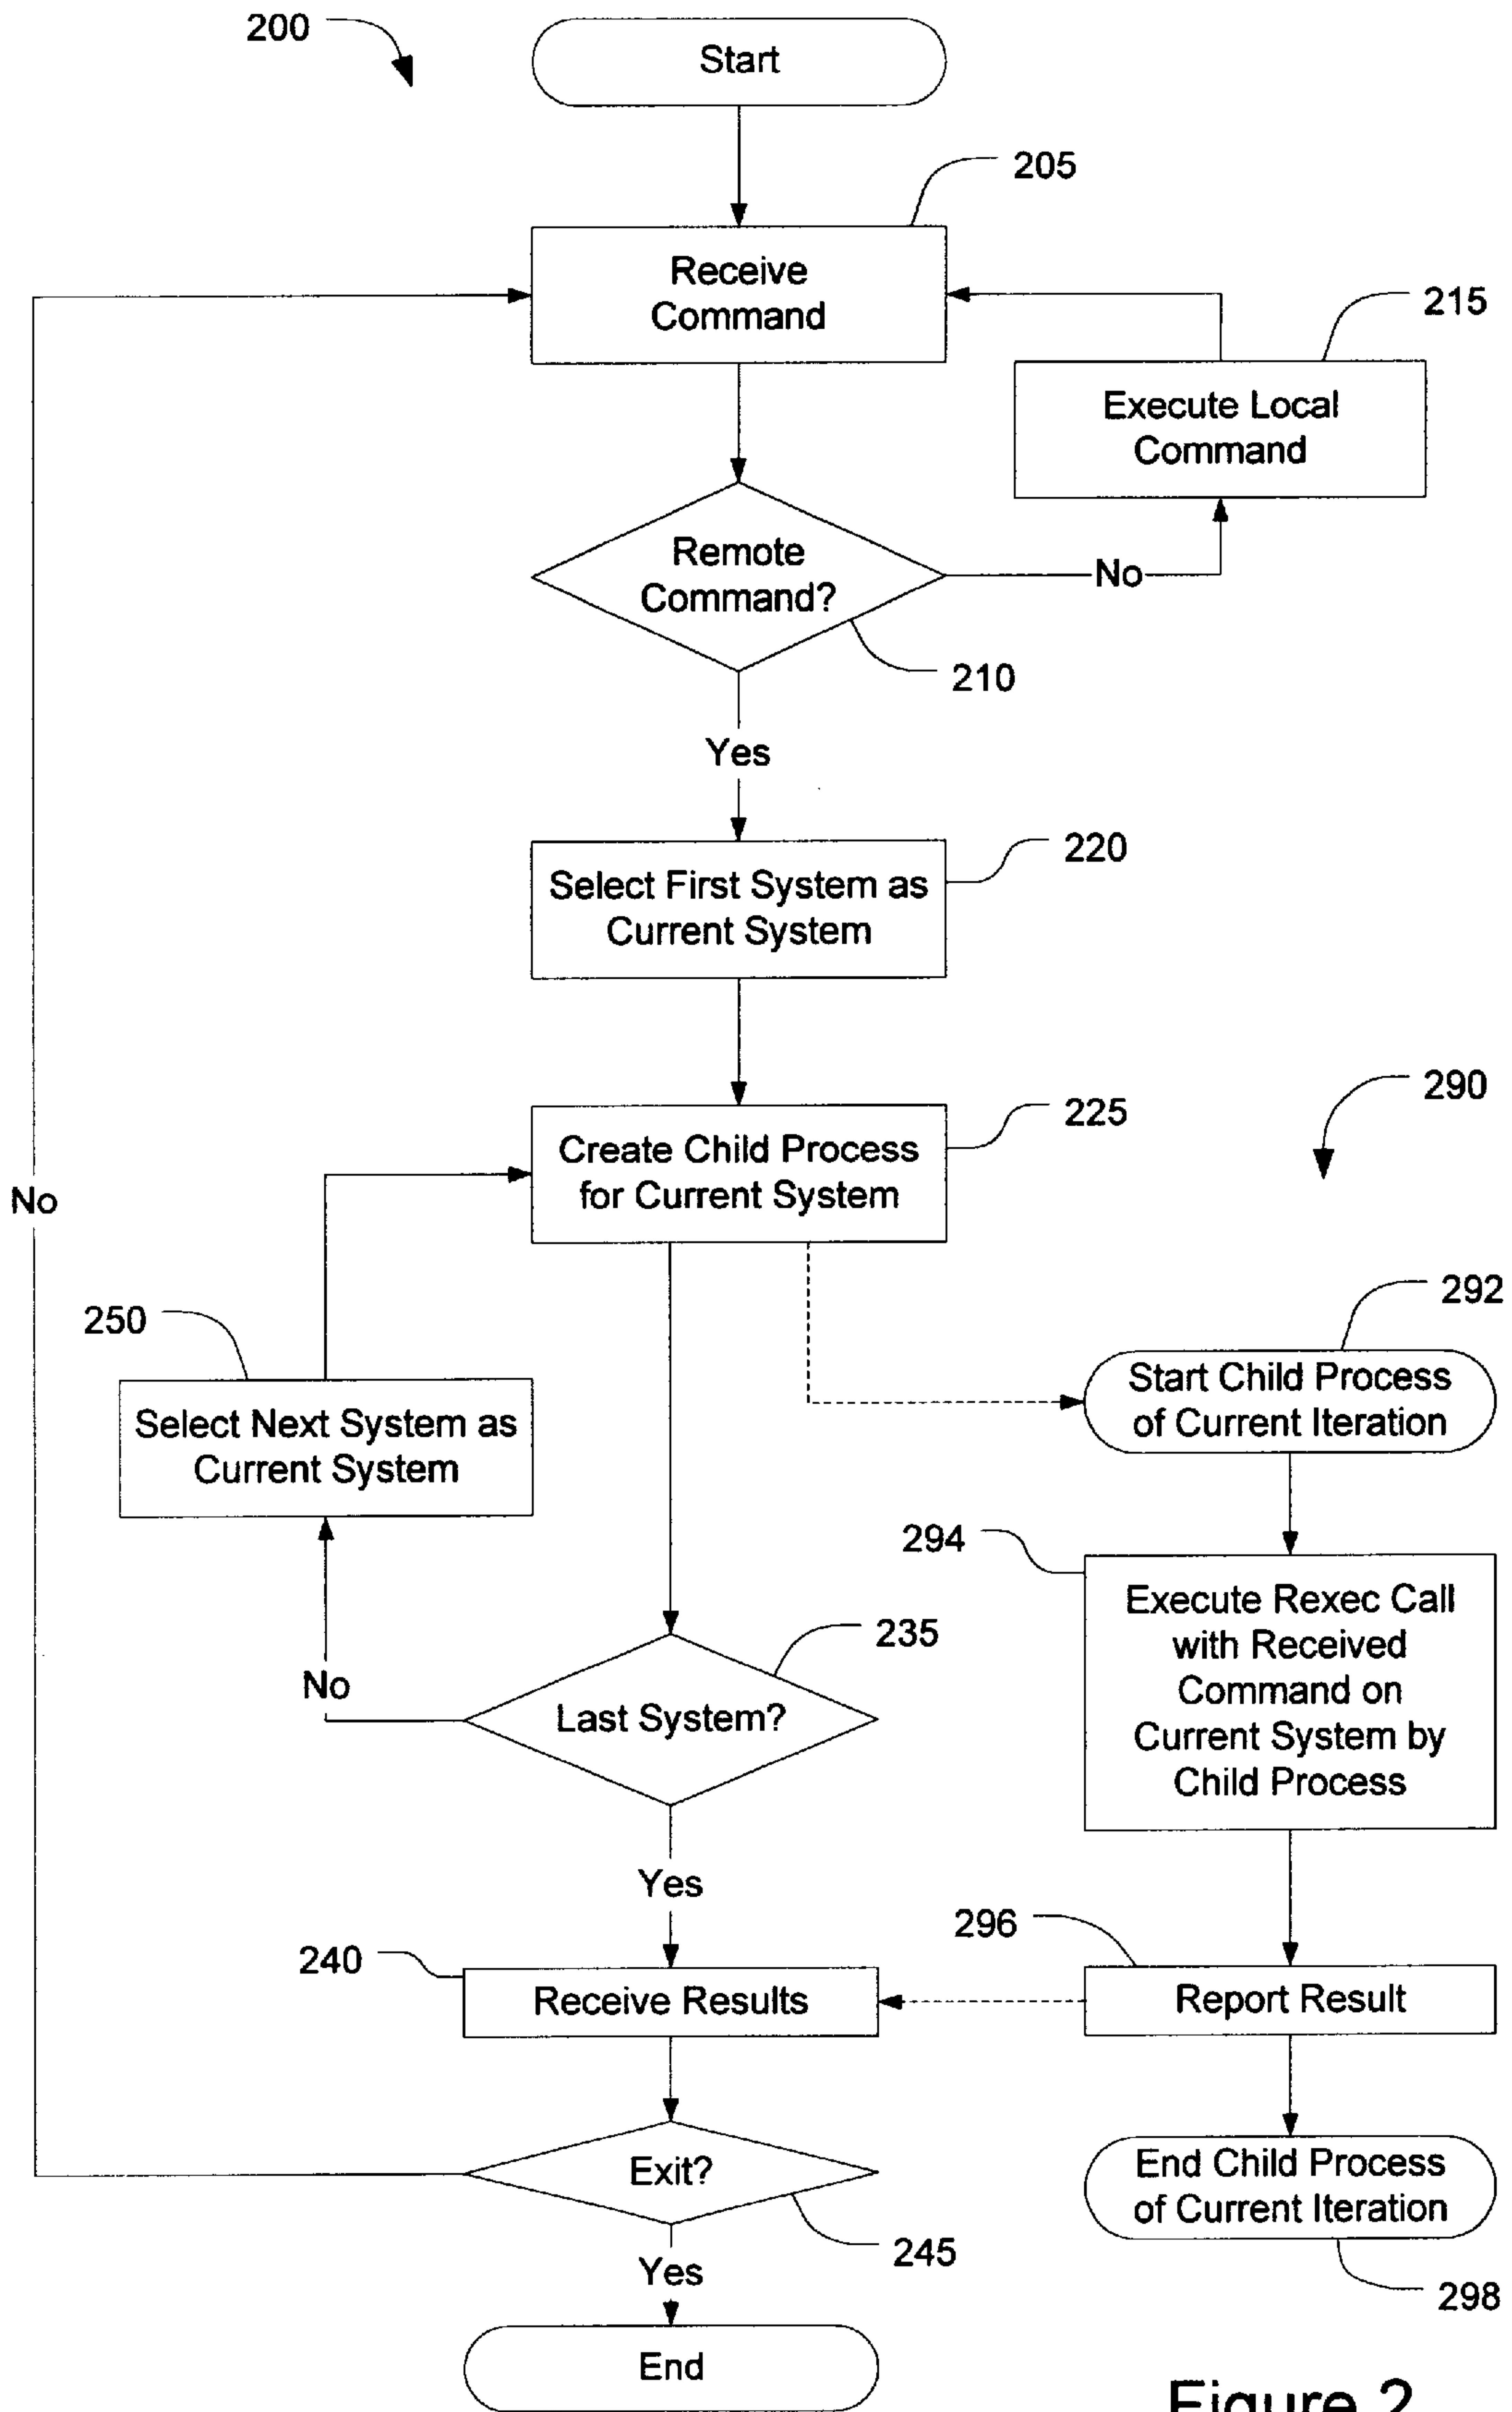 200
Start
205
Receive
Command
215
Execute Local
Command
Remote
Command?
No
210
Yes
220
Select First System as
Current System
290
225
Create Child Process
for Current System
No
292
250
Start Child Process
of Current Iteration
Select Next System as
Current System
294
Execute Rexec Call
with Received
Command on
Current System by
Child Process
235
No
Last System?
Yes
296
240
Receive Results
Report Result
Exit?
End Child Process
of Current Iteration
245
Yes
298
End
Figure 2